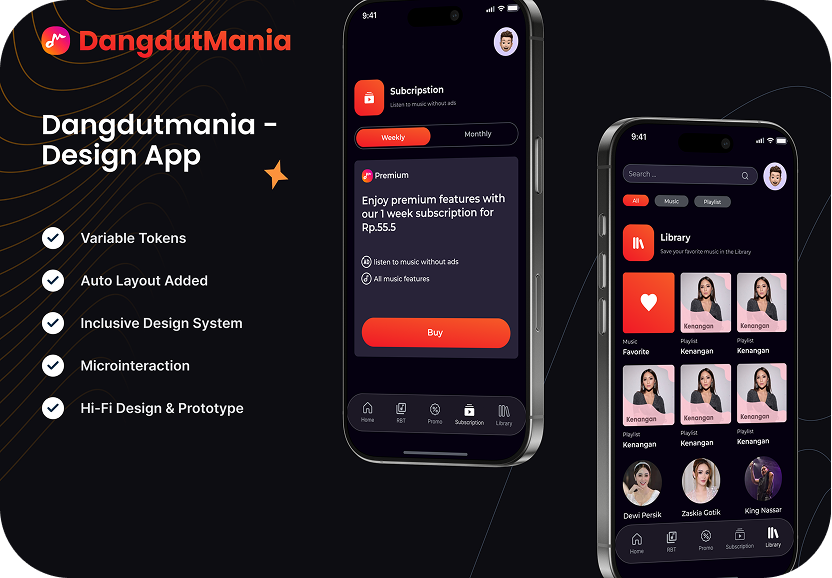 DangdutMania
Dangdutmania -
Design App
Variable Tokens
Auto Layout Added
Inclusive Design System
Microinteraction
Hi-Fi Design & Prototype
9:41
Subcripstion
Listen to music without ads
Weekly
Monthly
Premium
Enjoy premium features with
our 1 week subscription for
Rp.55.5
listen to music without ads
All music features
Buy
Home
RBT
Promo
Subscription
Library
9:41
Search ...
All
Music
Playlist
Library
Save your favorite music in the Library
Kenangan
Kenangan
Music
Playlist
Playlist
Favorite
Kenangan
Kenangan
Kenangan
Kenangan
Kenangan
Playlist
Playlist
Playlist
Kenangan
Kenangan
Kenangan
Dewi Persik
Zaskia Gotik
King Nassar
Home
RBT
Promo
Subscription
Library